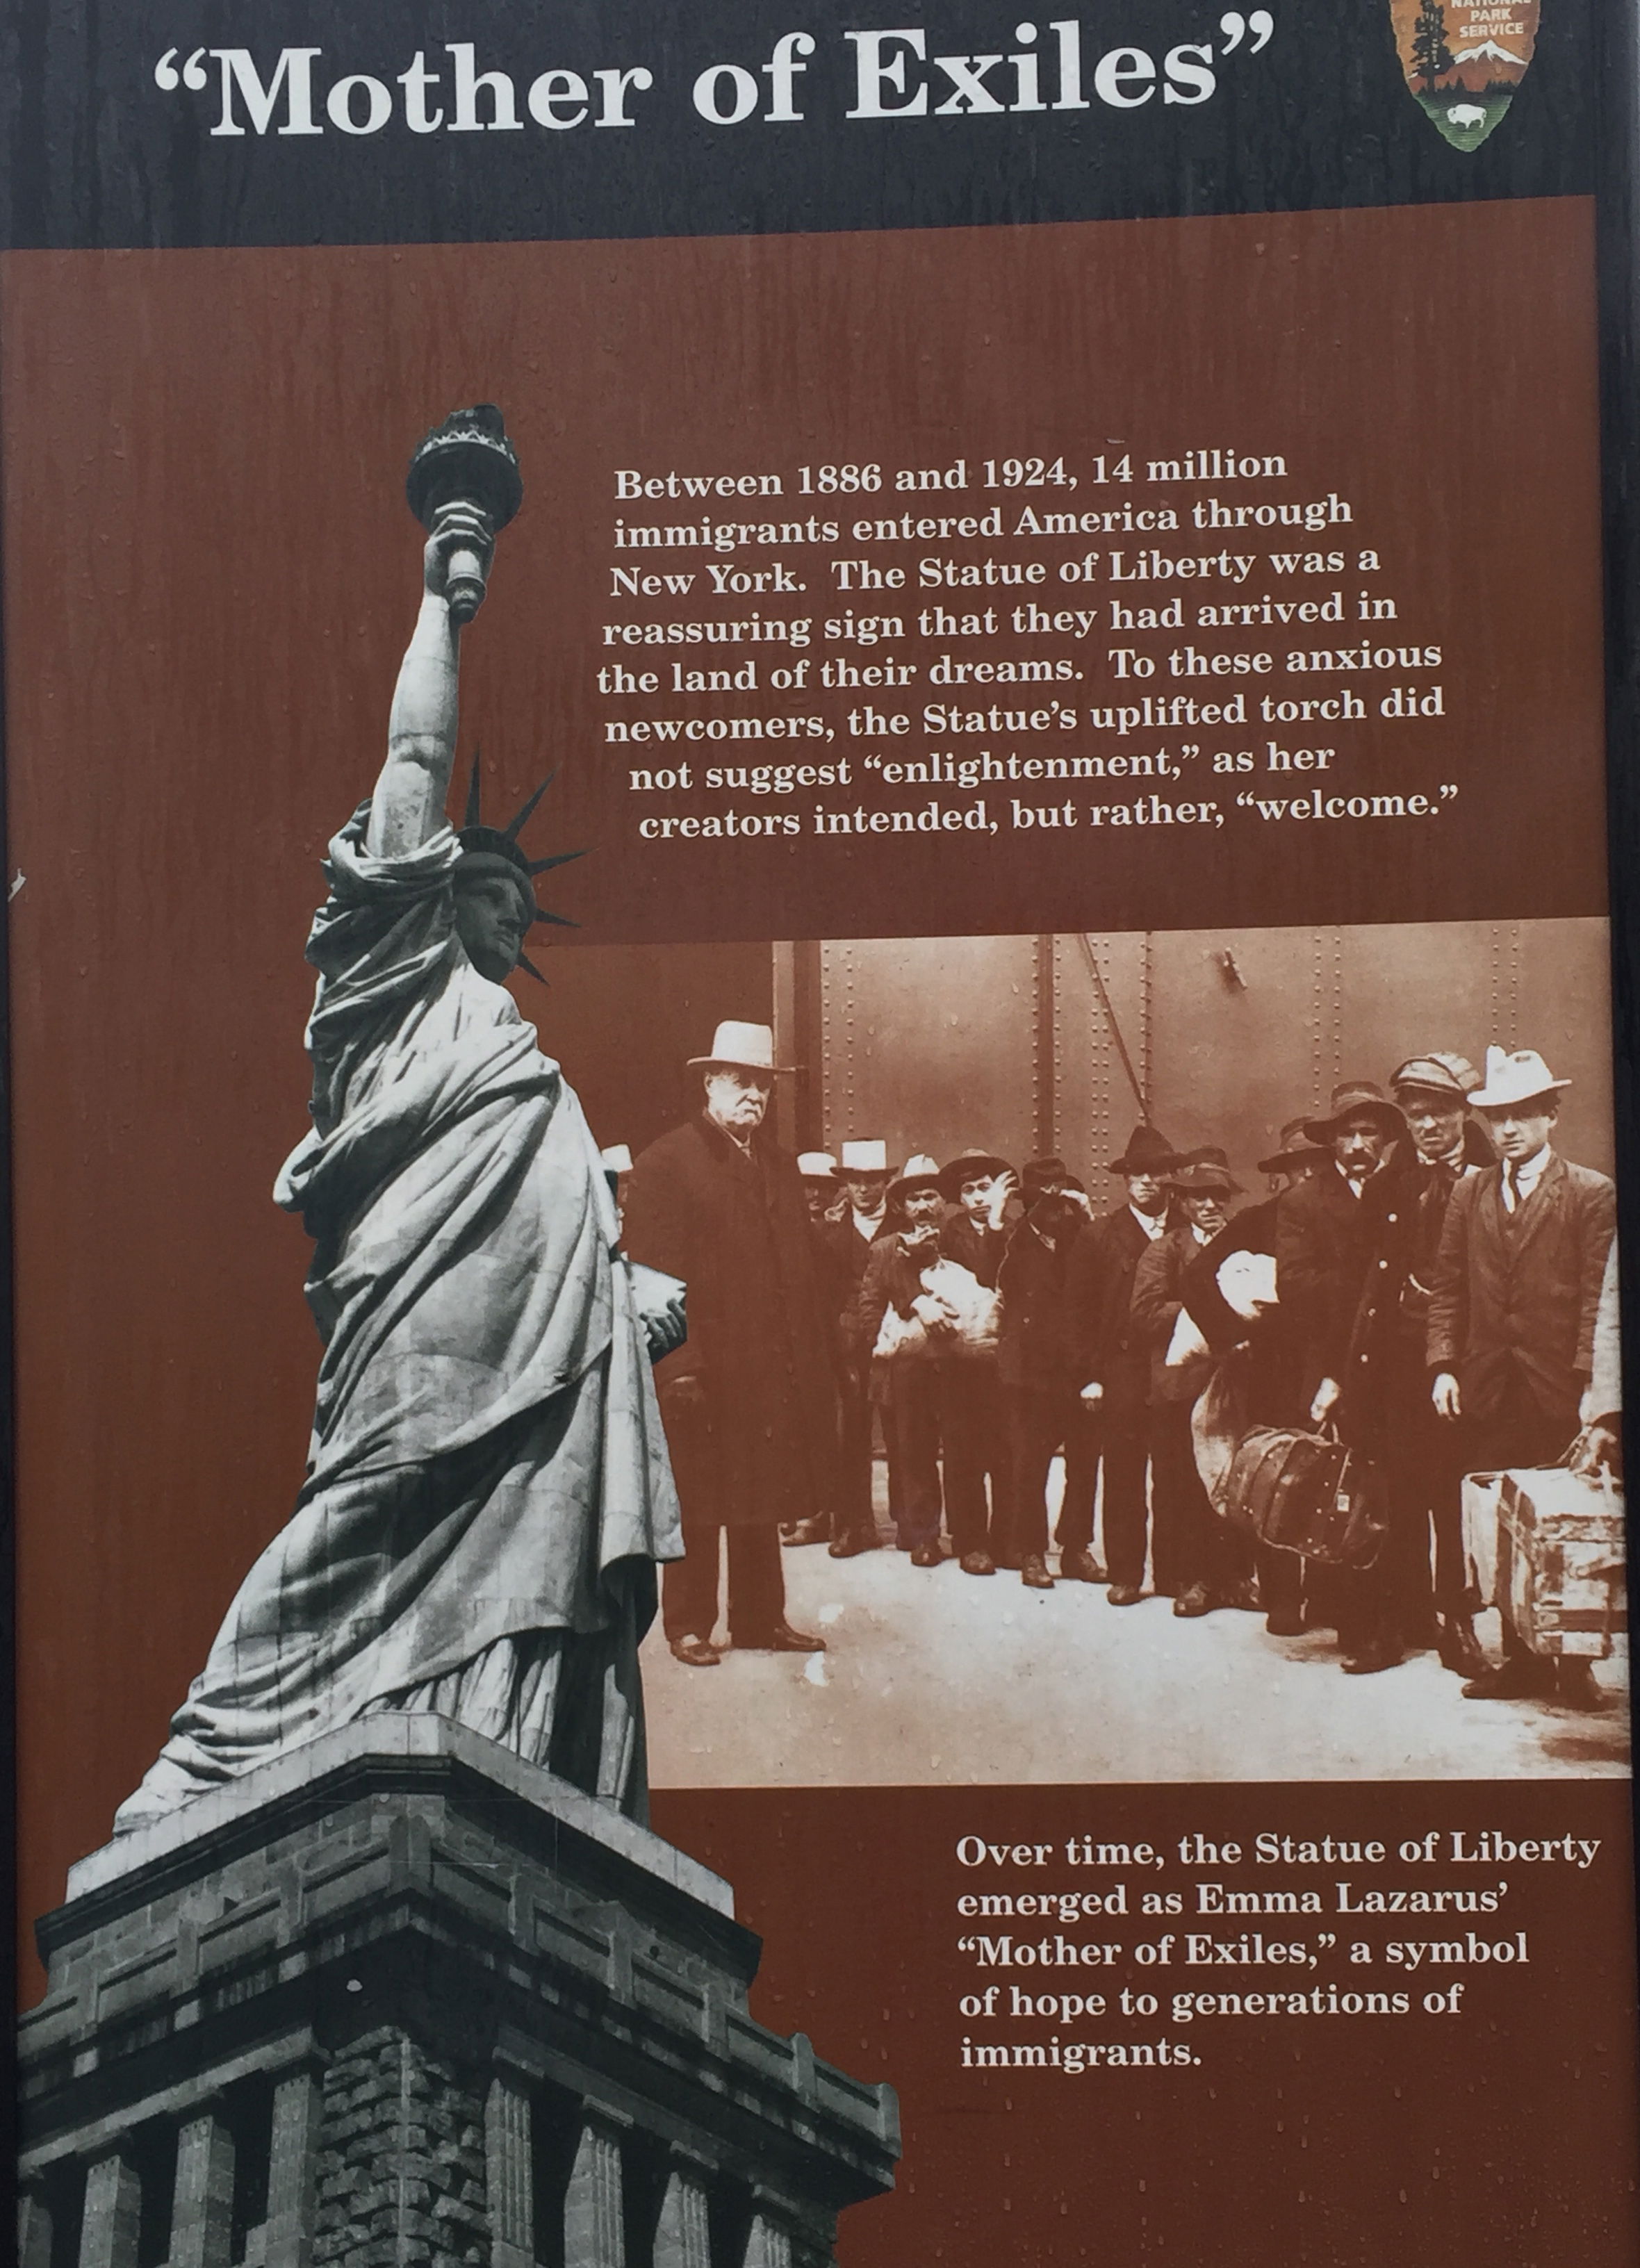 “Mother of Exiles”
NATIONAL
PARK
SERVICE
Between 1886 and 1924, 14 million
immigrants entered America through
New York.  The Statue of Liberty was a
reassuring sign that they had arrived in
the land of their dreams.  To these anxious
newcomers, the Statue’s uplifted torch did
not suggest “enlightenment,” as her
creators intended, but rather, “welcome.”
Over time, the Statue of Liberty
emerged as Emma Lazarus’
“Mother of Exiles,” a symbol
of hope to generations of
immigrants.